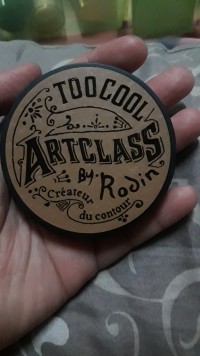 TOOCOOL
ARTCLASS
By: Rodin
Créateur
du contour